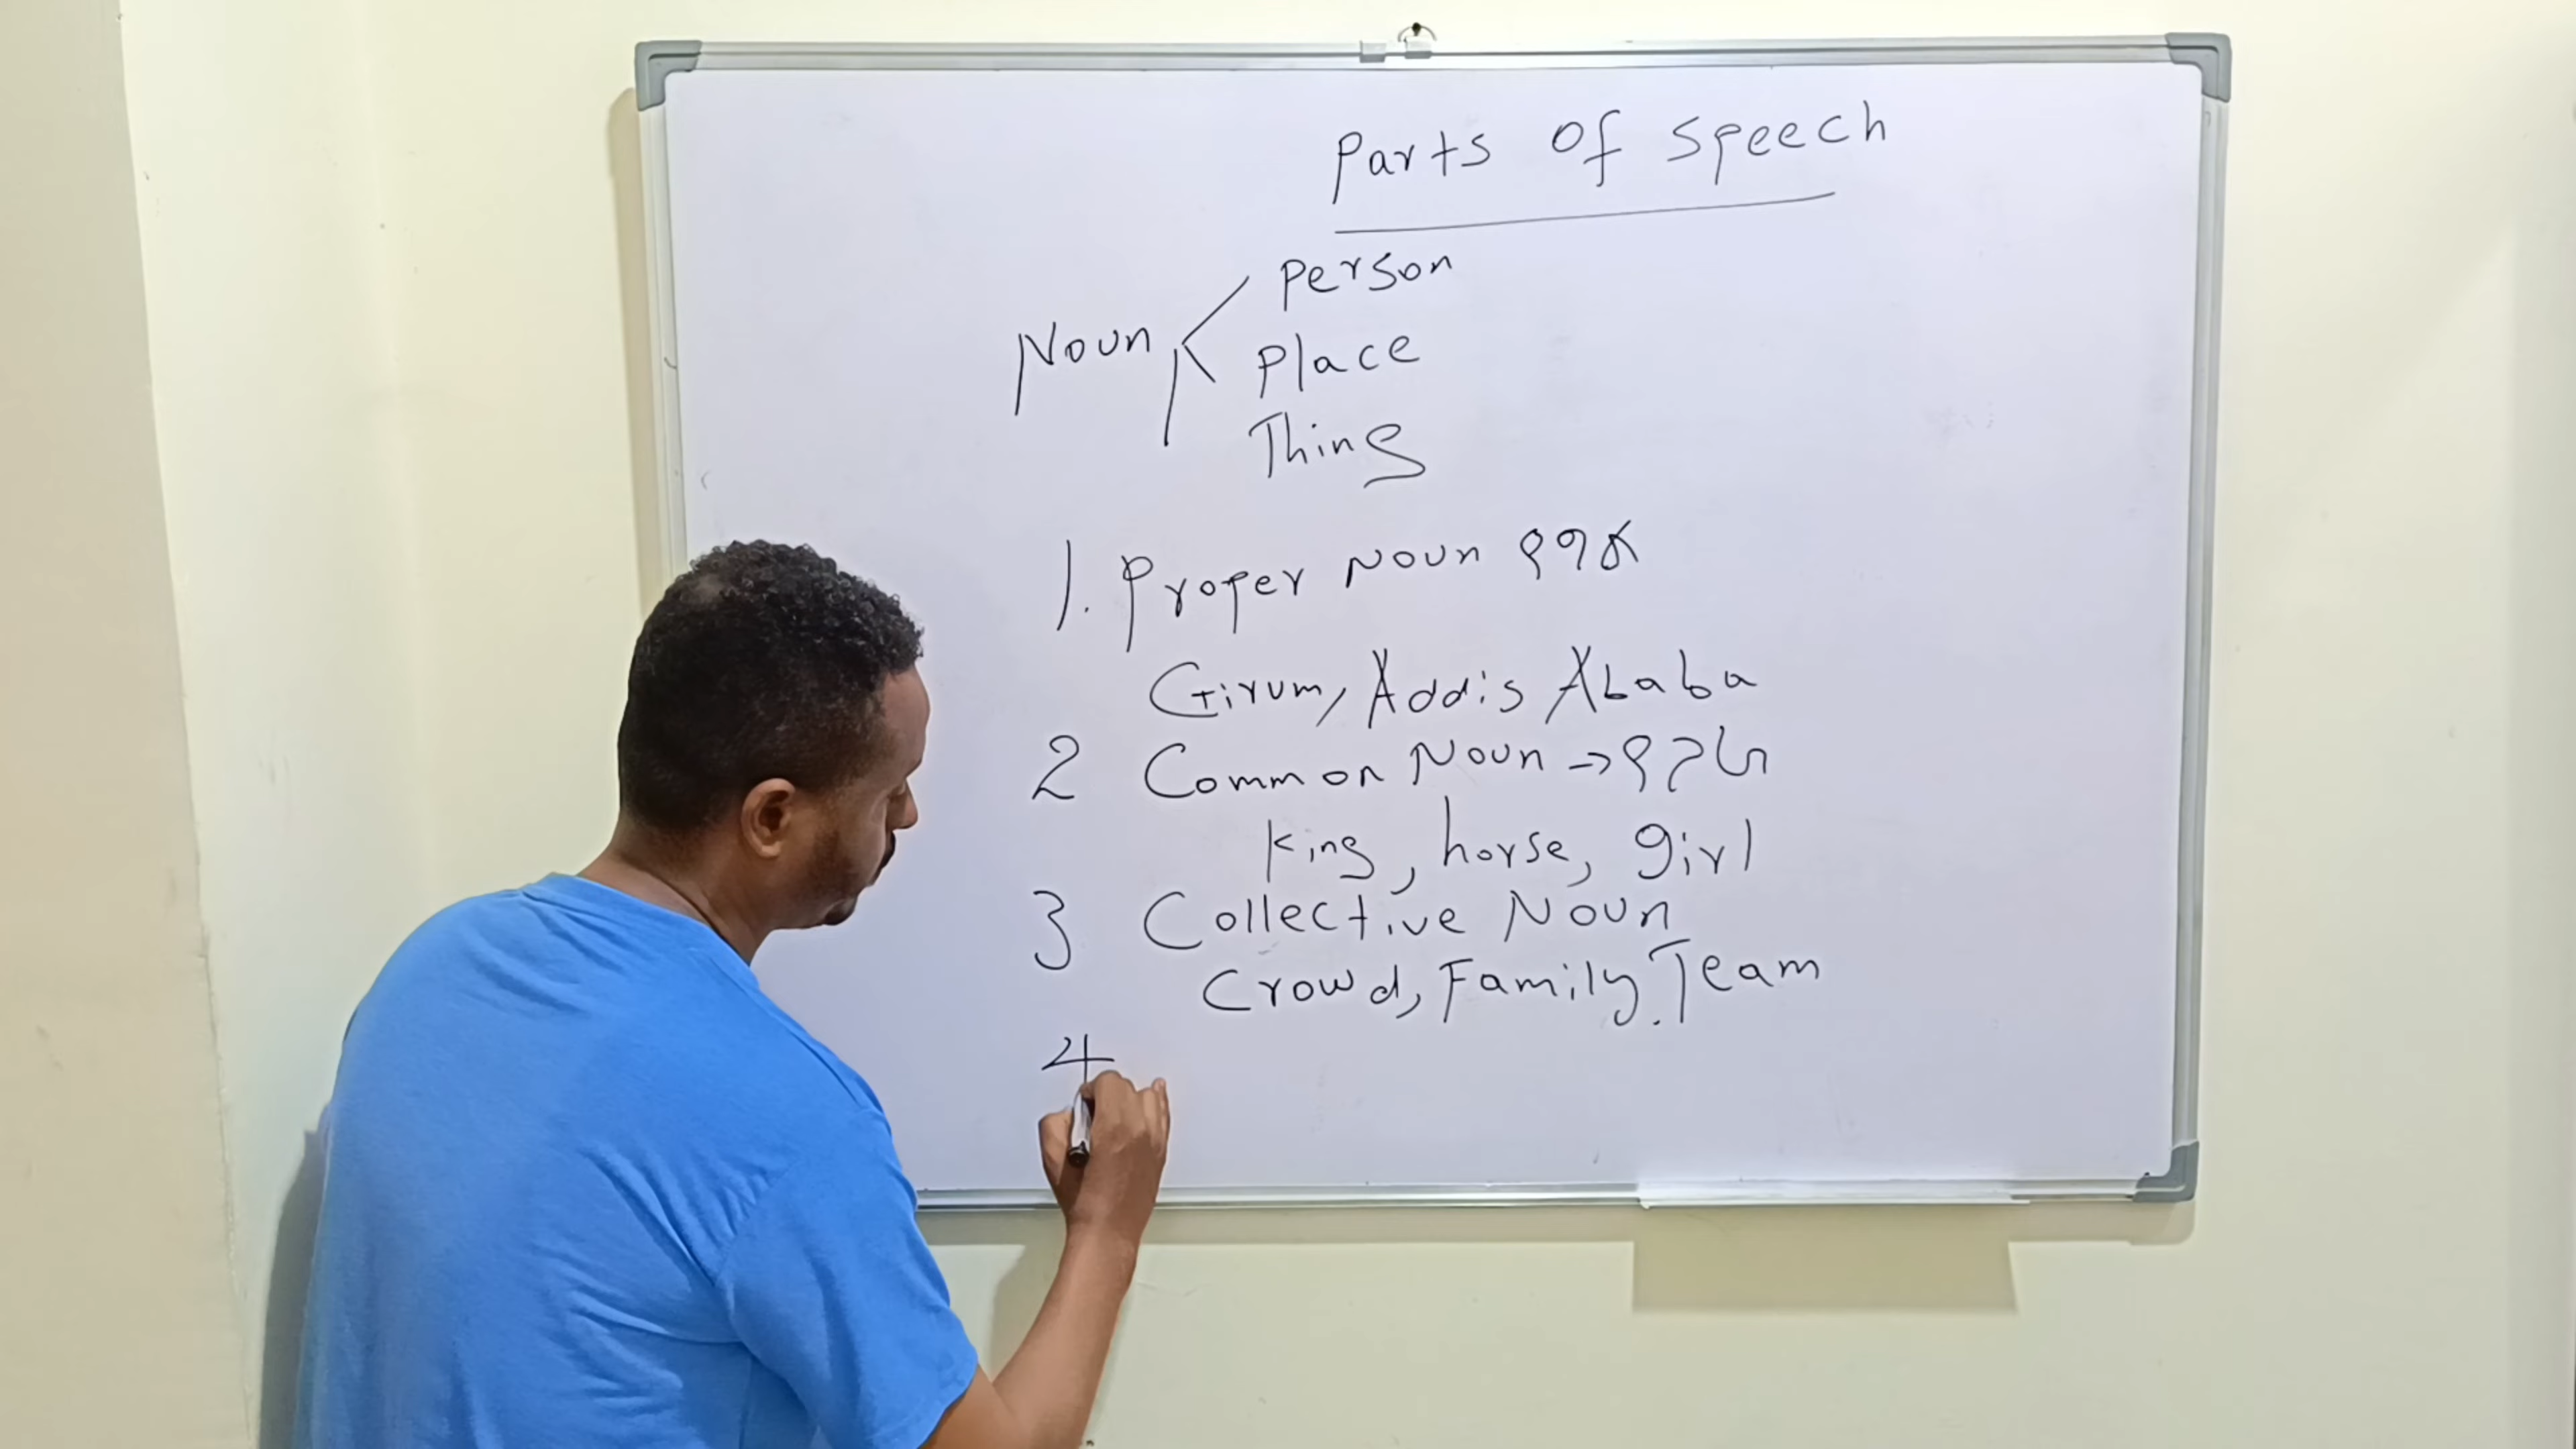 Parts of speech
Noun
Person
Place
Thing
1. Proper Noun የግል
Girum, Addis Ababa
2 Common Noun → የጋራ
King, horse, girl
3 Collective Noun
Crowd, Family, Team
4